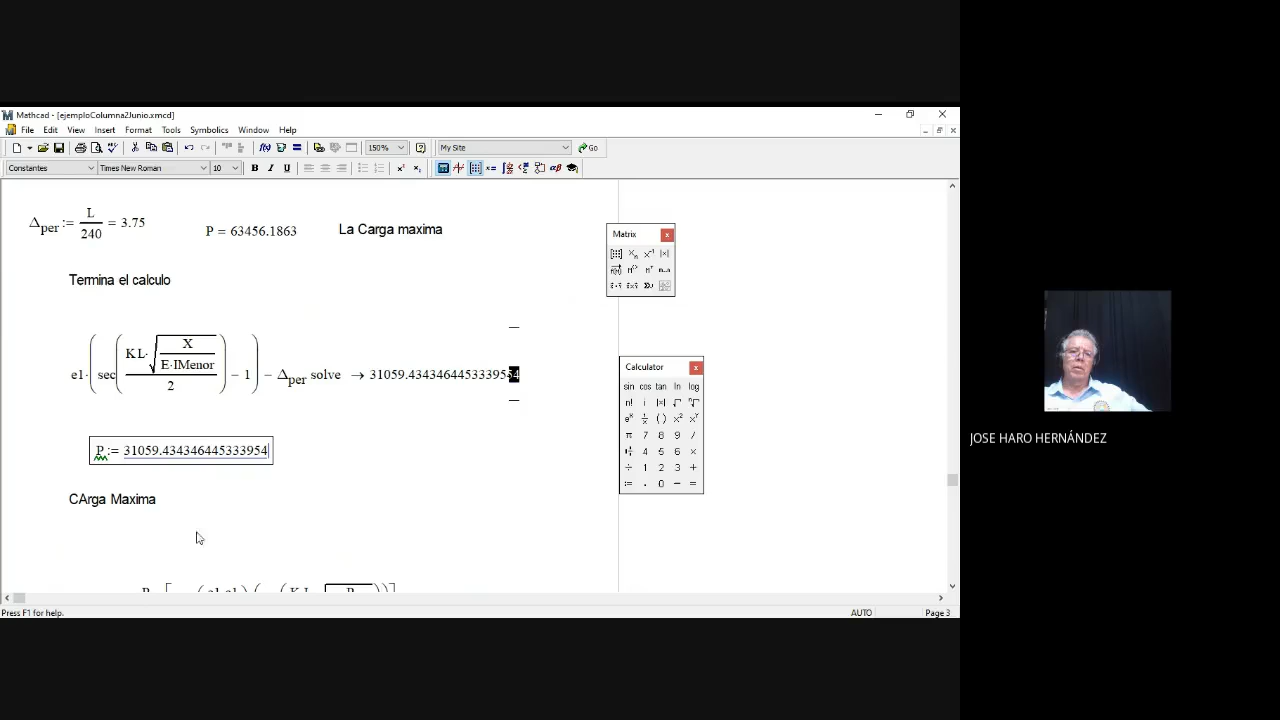 Mathcad - [ejemploColumna2Junio.xmcd]
File Edit View Insert Format Tools Symbolics Window Help
150% My Site Go
Constantes Times New Roman 10 B I U
Δper := L/240 = 3.75
P = 63456.1863
La Carga maxima
Termina el calculo
e1·(sec(KL·√(X/E·IMenor)/2) − 1) − Δper solve → 31059.434346445333954
P := 31059.434346445333954
CArga Maxima
Matrix
Calculator
sin cos tan ln log
n! i |×| √ ⁿ√
eˣ 1/x ( ) x² xʸ
π 7 8 9 /
4 5 6 ×
÷ 1 2 3 +
:= . 0 − =
Press F1 for help.
AUTO
Page 3
JOSE HARO HERNÁNDEZ